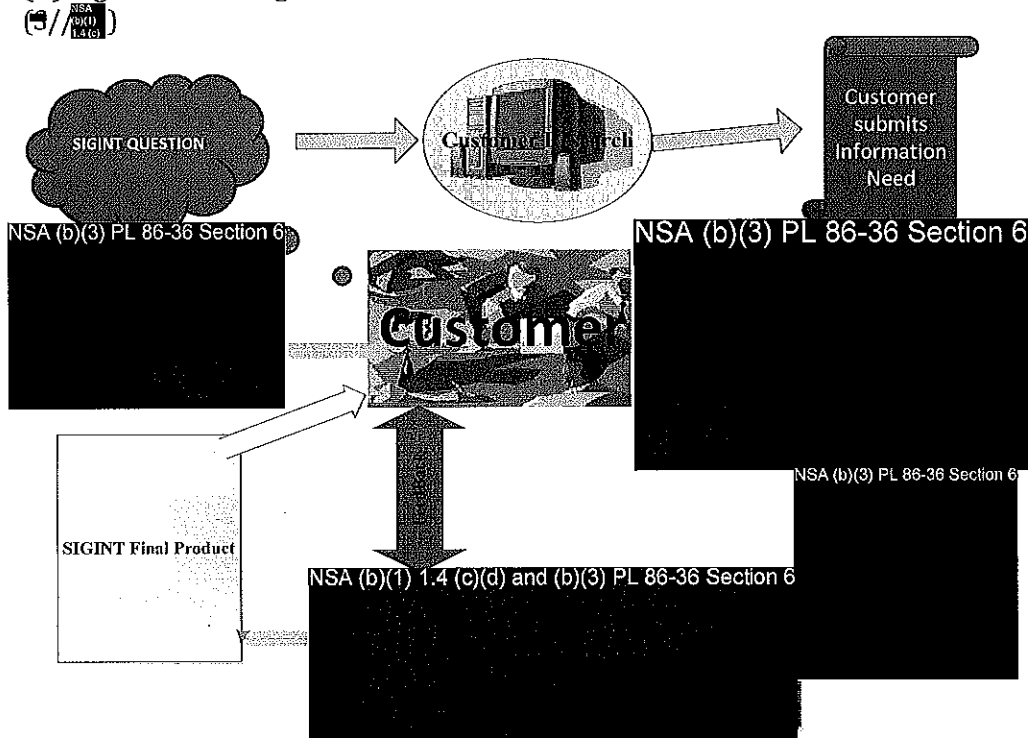 NSA
(b)(1)
1.4 (c)
SIGINT QUESTION
Customer
Customer
submits
Information
Need
NSA (b)(3) PL 86-36 Section 6
NSA (b)(3) PL 86-36 Section 6
Customer
NSA (b)(3) PL 86-36 Section 6
SIGINT Final Product
NSA (b)(1) 1.4 (c)(d) and (b)(3) PL 86-36 Section 6